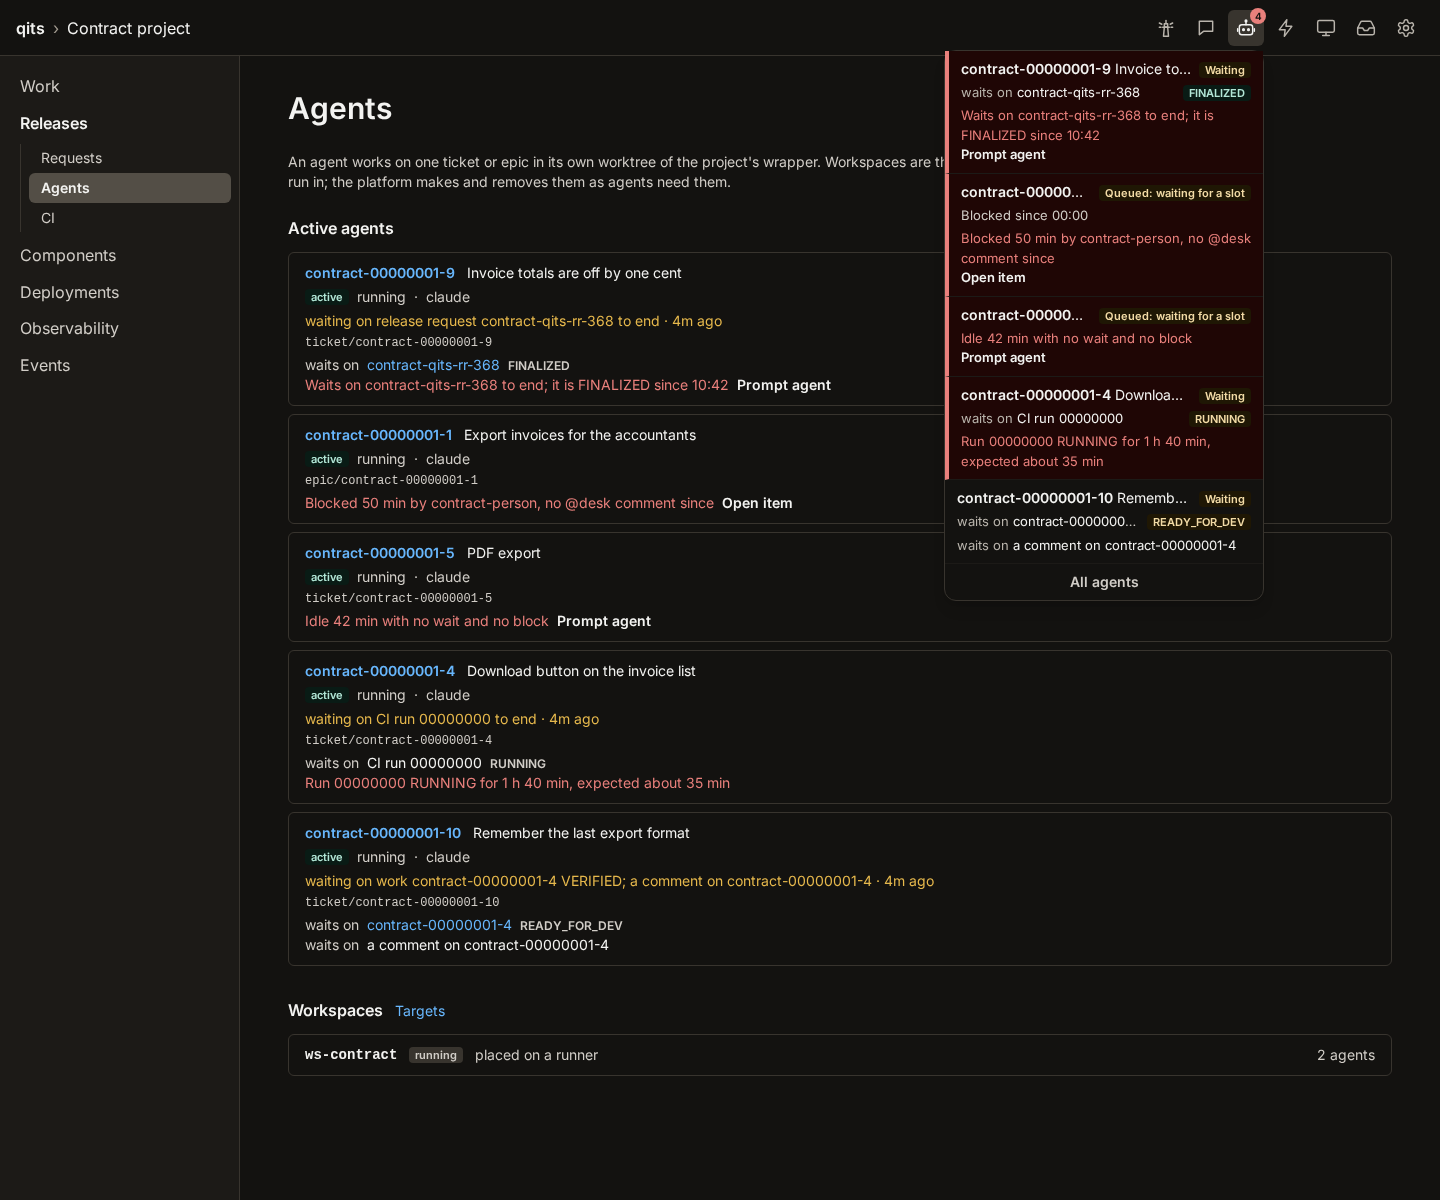 qits › Contract project
4
Work
Releases
Requests
Agents
CI
Components
Deployments
Observability
Events
Agents
An agent works on one ticket or epic in its own worktree of the project's wrapper. Workspaces are th
run in; the platform makes and removes them as agents need them.
Active agents
contract-00000001-9 Invoice totals are off by one cent
active running · claude
waiting on release request contract-qits-rr-368 to end · 4m ago
ticket/contract-00000001-9
waits on contract-qits-rr-368 FINALIZED
Waits on contract-qits-rr-368 to end; it is FINALIZED since 10:42 Prompt agent
contract-00000001-1 Export invoices for the accountants
active running · claude
epic/contract-00000001-1
Blocked 50 min by contract-person, no @desk comment since Open item
contract-00000001-5 PDF export
active running · claude
ticket/contract-00000001-5
Idle 42 min with no wait and no block Prompt agent
contract-00000001-4 Download button on the invoice list
active running · claude
waiting on CI run 00000000 to end · 4m ago
ticket/contract-00000001-4
waits on CI run 00000000 RUNNING
Run 00000000 RUNNING for 1 h 40 min, expected about 35 min
contract-00000001-10 Remember the last export format
active running · claude
waiting on work contract-00000001-4 VERIFIED; a comment on contract-00000001-4 · 4m ago
ticket/contract-00000001-10
waits on contract-00000001-4 READY_FOR_DEV
waits on a comment on contract-00000001-4
Workspaces Targets
ws-contract running placed on a runner 2 agents
contract-00000001-9 Invoice to... Waiting
waits on contract-qits-rr-368 FINALIZED
Waits on contract-qits-rr-368 to end; it is
FINALIZED since 10:42
Prompt agent
contract-00000... Queued: waiting for a slot
Blocked since 00:00
Blocked 50 min by contract-person, no @desk
comment since
Open item
contract-00000... Queued: waiting for a slot
Idle 42 min with no wait and no block
Prompt agent
contract-00000001-4 Downloa... Waiting
waits on CI run 00000000 RUNNING
Run 00000000 RUNNING for 1 h 40 min,
expected about 35 min
contract-00000001-10 Rememb... Waiting
waits on contract-0000000... READY_FOR_DEV
waits on a comment on contract-00000001-4
All agents